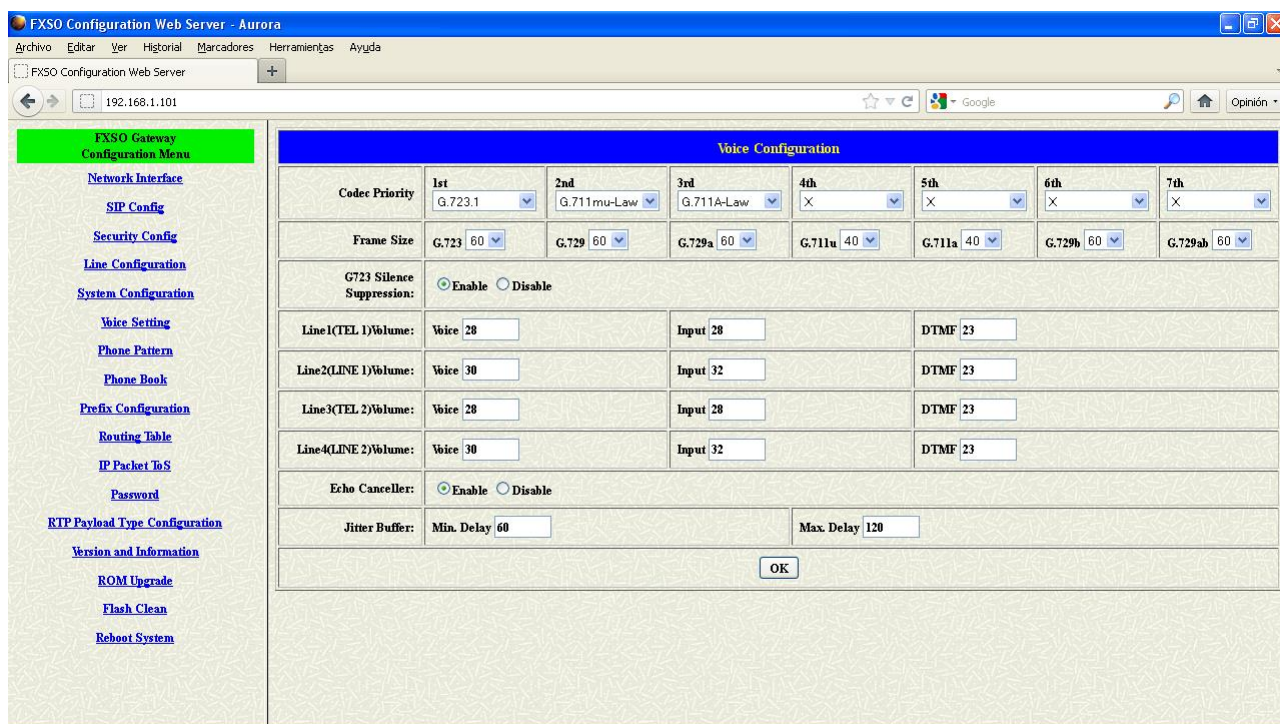 FXSO Configuration Web Server - Aurora
Archivo Editar Ver Historial Marcadores Herramientas Ayuda
FXSO Configuration Web Server +
192.168.1.101 Google Opinión
FXSO Gateway
Configuration Menu
Network Interface
SIP Config
Security Config
Line Configuration
System Configuration
Voice Setting
Phone Pattern
Phone Book
Prefix Configuration
Routing Table
IP Packet ToS
Password
RTP Payload Type Configuration
Version and Information
ROM Upgrade
Flash Clean
Reboot System
Voice Configuration
Codec Priority
1st 2nd 3rd 4th 5th 6th 7th
G.723.1 G.711mu-Law G.711A-Law X X X X
Frame Size G.723 60 G.729 60 G.729a 60 G.711u 40 G.711a 40 G.729b 60 G.729ab 60
G723 Silence
Suppression: Enable Disable
Line1(TEL 1)Volume: Voice 28 Input 28 DTMF 23
Line2(LINE 1)Volume: Voice 30 Input 32 DTMF 23
Line3(TEL 2)Volume: Voice 28 Input 28 DTMF 23
Line4(LINE 2)Volume: Voice 30 Input 32 DTMF 23
Echo Canceller: Enable Disable
Jitter Buffer: Min. Delay 60 Max. Delay 120
OK